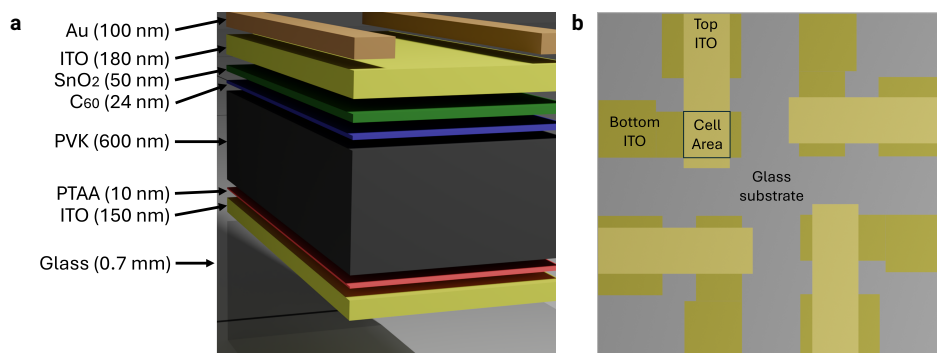 a
Au (100 nm)
ITO (180 nm)
SnO₂ (50 nm)
C₆₀ (24 nm)
PVK (600 nm)
PTAA (10 nm)
ITO (150 nm)
Glass (0.7 mm)
b
Top
ITO
Bottom
ITO
Cell
Area
Glass
substrate